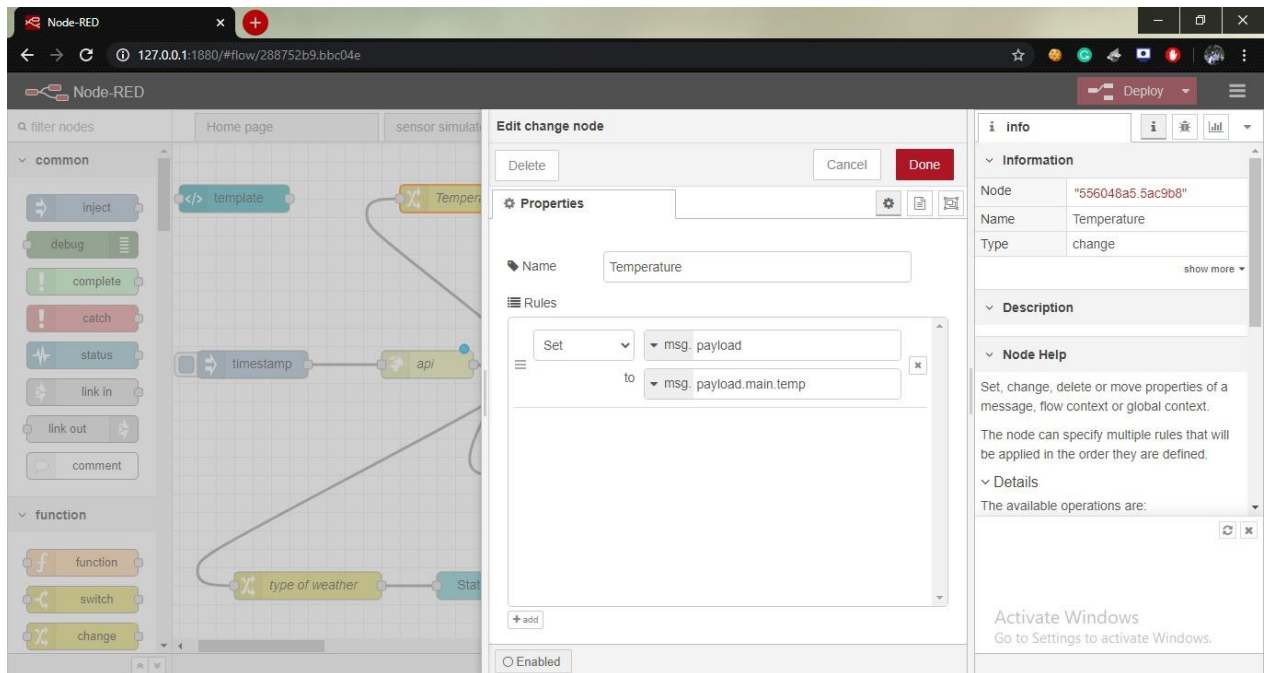 Node-RED
127.0.0.1:1880/#flow/288752b9.bbc04e
Node-RED
Deploy
filter nodes
Home page
sensor simulat
common
inject
debug
complete
catch
status
link in
link out
comment
function
function
switch
change
template
Tempera
timestamp
api
type of weather
Stat
Edit change node
Delete
Cancel
Done
Properties
Name
Temperature
Rules
Set
msg. payload
to
msg. payload.main.temp
+ add
Enabled
i info
i
Information
Node "556048a5.5ac9b8"
Name Temperature
Type change
show more
Description
Node Help
Set, change, delete or move properties of a
message, flow context or global context.
The node can specify multiple rules that will
be applied in the order they are defined.
Details
The available operations are:
Activate Windows
Go to Settings to activate Windows.